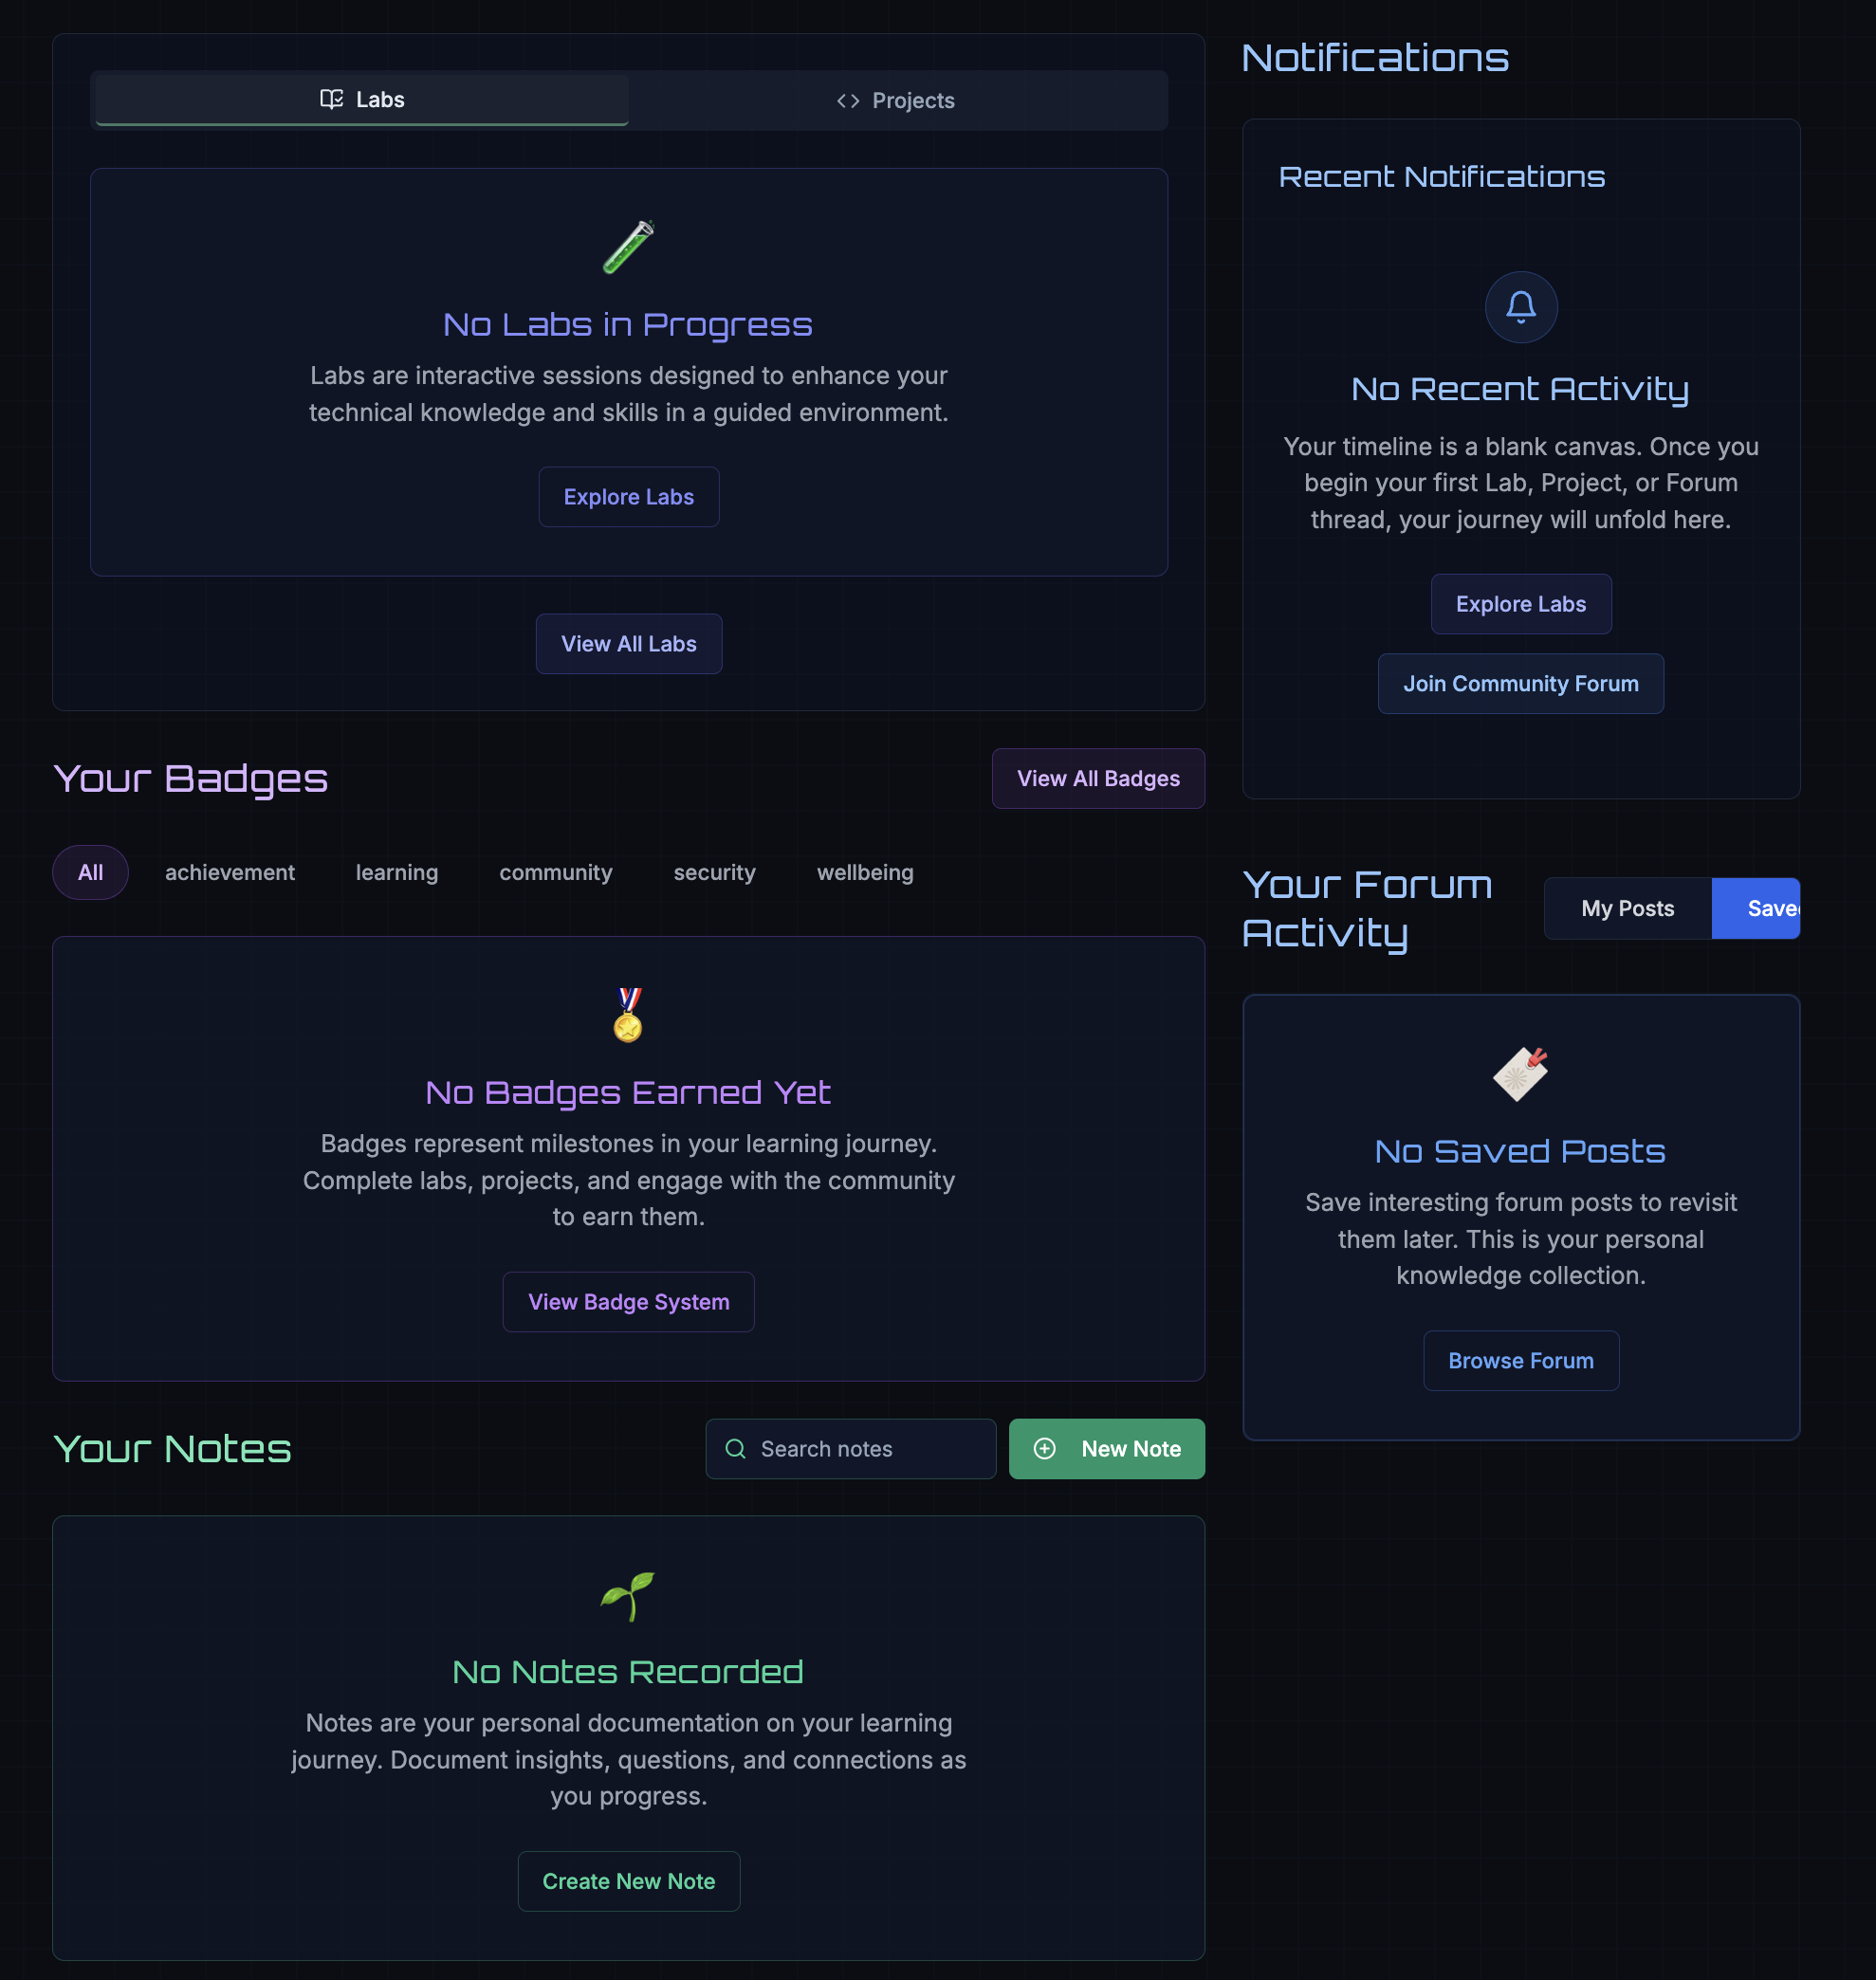 Labs
Projects
No Labs in Progress
Labs are interactive sessions designed to enhance your
technical knowledge and skills in a guided environment.
Explore Labs
View All Labs
Your Badges
View All Badges
All
achievement
learning
community
security
wellbeing
No Badges Earned Yet
Badges represent milestones in your learning journey.
Complete labs, projects, and engage with the community
to earn them.
View Badge System
Your Notes
Search notes
New Note
No Notes Recorded
Notes are your personal documentation on your learning
journey. Document insights, questions, and connections as
you progress.
Create New Note
Notifications
Recent Notifications
No Recent Activity
Your timeline is a blank canvas. Once you
begin your first Lab, Project, or Forum
thread, your journey will unfold here.
Explore Labs
Join Community Forum
Your Forum
Activity
My Posts
Save
No Saved Posts
Save interesting forum posts to revisit
them later. This is your personal
knowledge collection.
Browse Forum